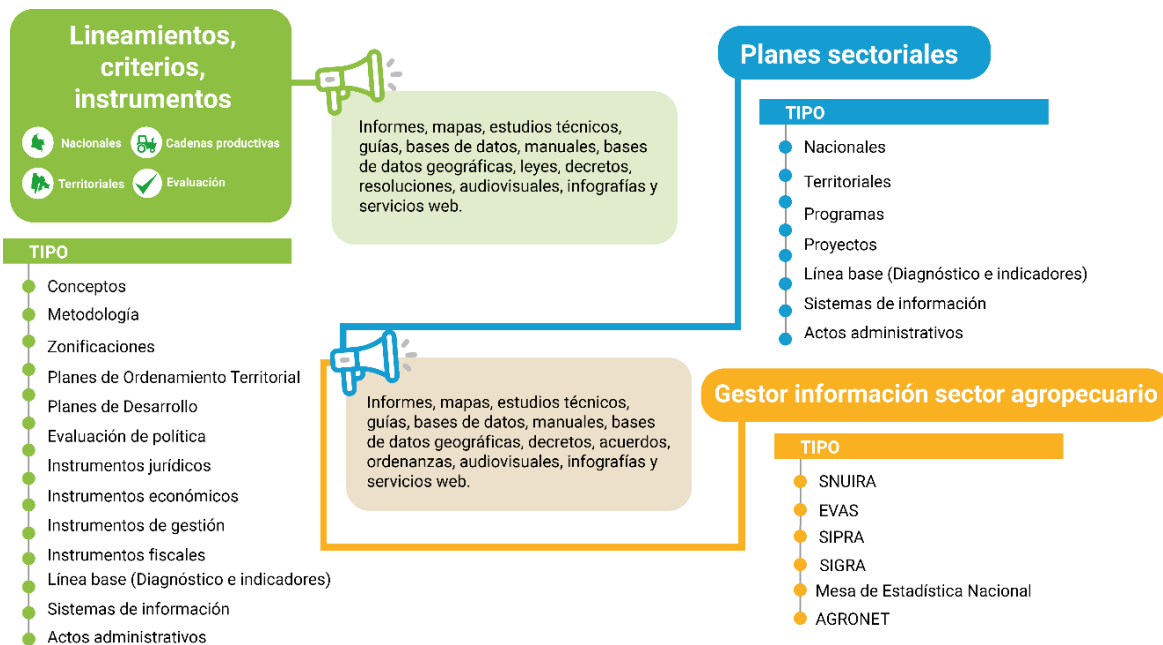 Lineamientos,
criterios,
instrumentos
Nacionales
Cadenas productivas
Territoriales
Evaluación
TIPO
Conceptos
Metodología
Zonificaciones
Planes de Ordenamiento Territorial
Planes de Desarrollo
Evaluación de política
Instrumentos jurídicos
Instrumentos económicos
Instrumentos de gestión
Instrumentos fiscales
Línea base (Diagnóstico e indicadores)
Sistemas de información
Actos administrativos
Informes, mapas, estudios técnicos,
guías, bases de datos, manuales, bases
de datos geográficas, leyes, decretos,
resoluciones, audiovisuales, infografías y
servicios web.
Informes, mapas, estudios técnicos,
guías, bases de datos, manuales, bases
de datos geográficas, decretos, acuerdos,
ordenanzas, audiovisuales, infografías y
servicios web.
Planes sectoriales
TIPO
Nacionales
Territoriales
Programas
Proyectos
Línea base (Diagnóstico e indicadores)
Sistemas de información
Actos administrativos
Gestor información sector agropecuario
TIPO
SNUIRA
EVAS
SIPRA
SIGRA
Mesa de Estadística Nacional
AGRONET